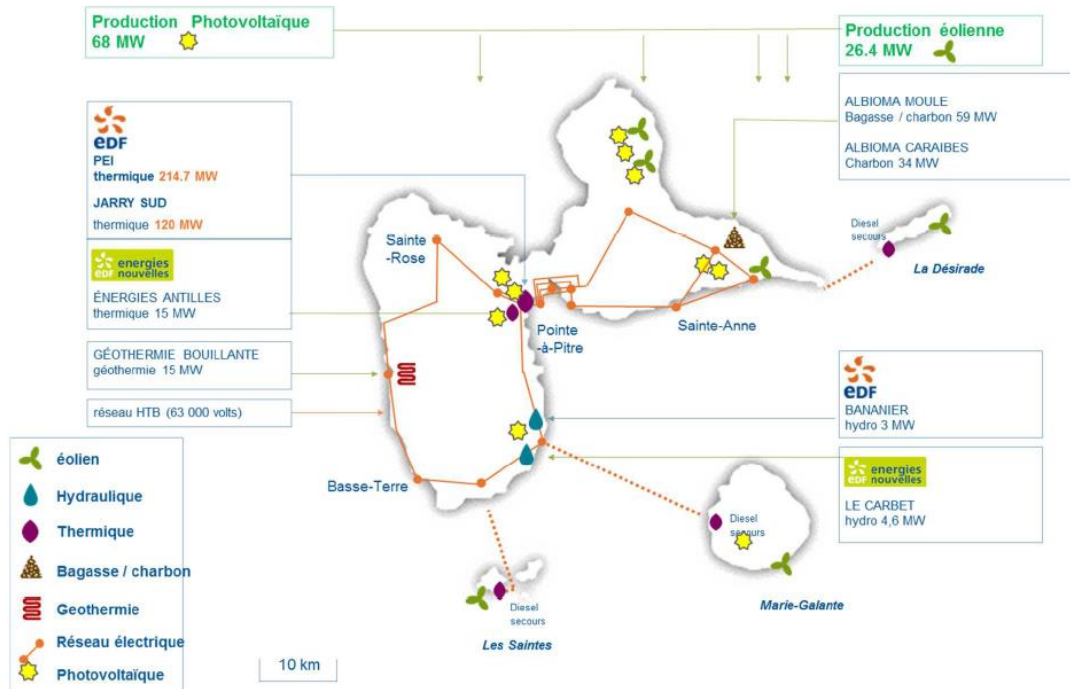 Production Photovoltaïque
68 MW
Production éolienne
26.4 MW
eDF
PEI
thermique 214.7 MW
JARRY SUD
thermique 120 MW
edf energies
nouvelles
ÉNERGIES ANTILLES
thermique 15 MW
GÉOTHERMIE BOUILLANTE
géothermie 15 MW
réseau HTB (63 000 volts)
ALBIOMA MOULE
Bagasse / charbon 59 MW
ALBIOMA CARAIBES
Charbon 34 MW
Sainte
-Rose
Pointe
-à-Pitre
Sainte-Anne
Basse-Terre
Diesel
secours
La Désirade
eDF
BANANIER
hydro 3 MW
edf energies
nouvelles
LE CARBET
hydro 4,6 MW
Diesel
secours
Marie-Galante
Diesel
secours
Les Saintes
éolien
Hydraulique
Thermique
Bagasse / charbon
Geothermie
Réseau électrique
Photovoltaïque
10 km